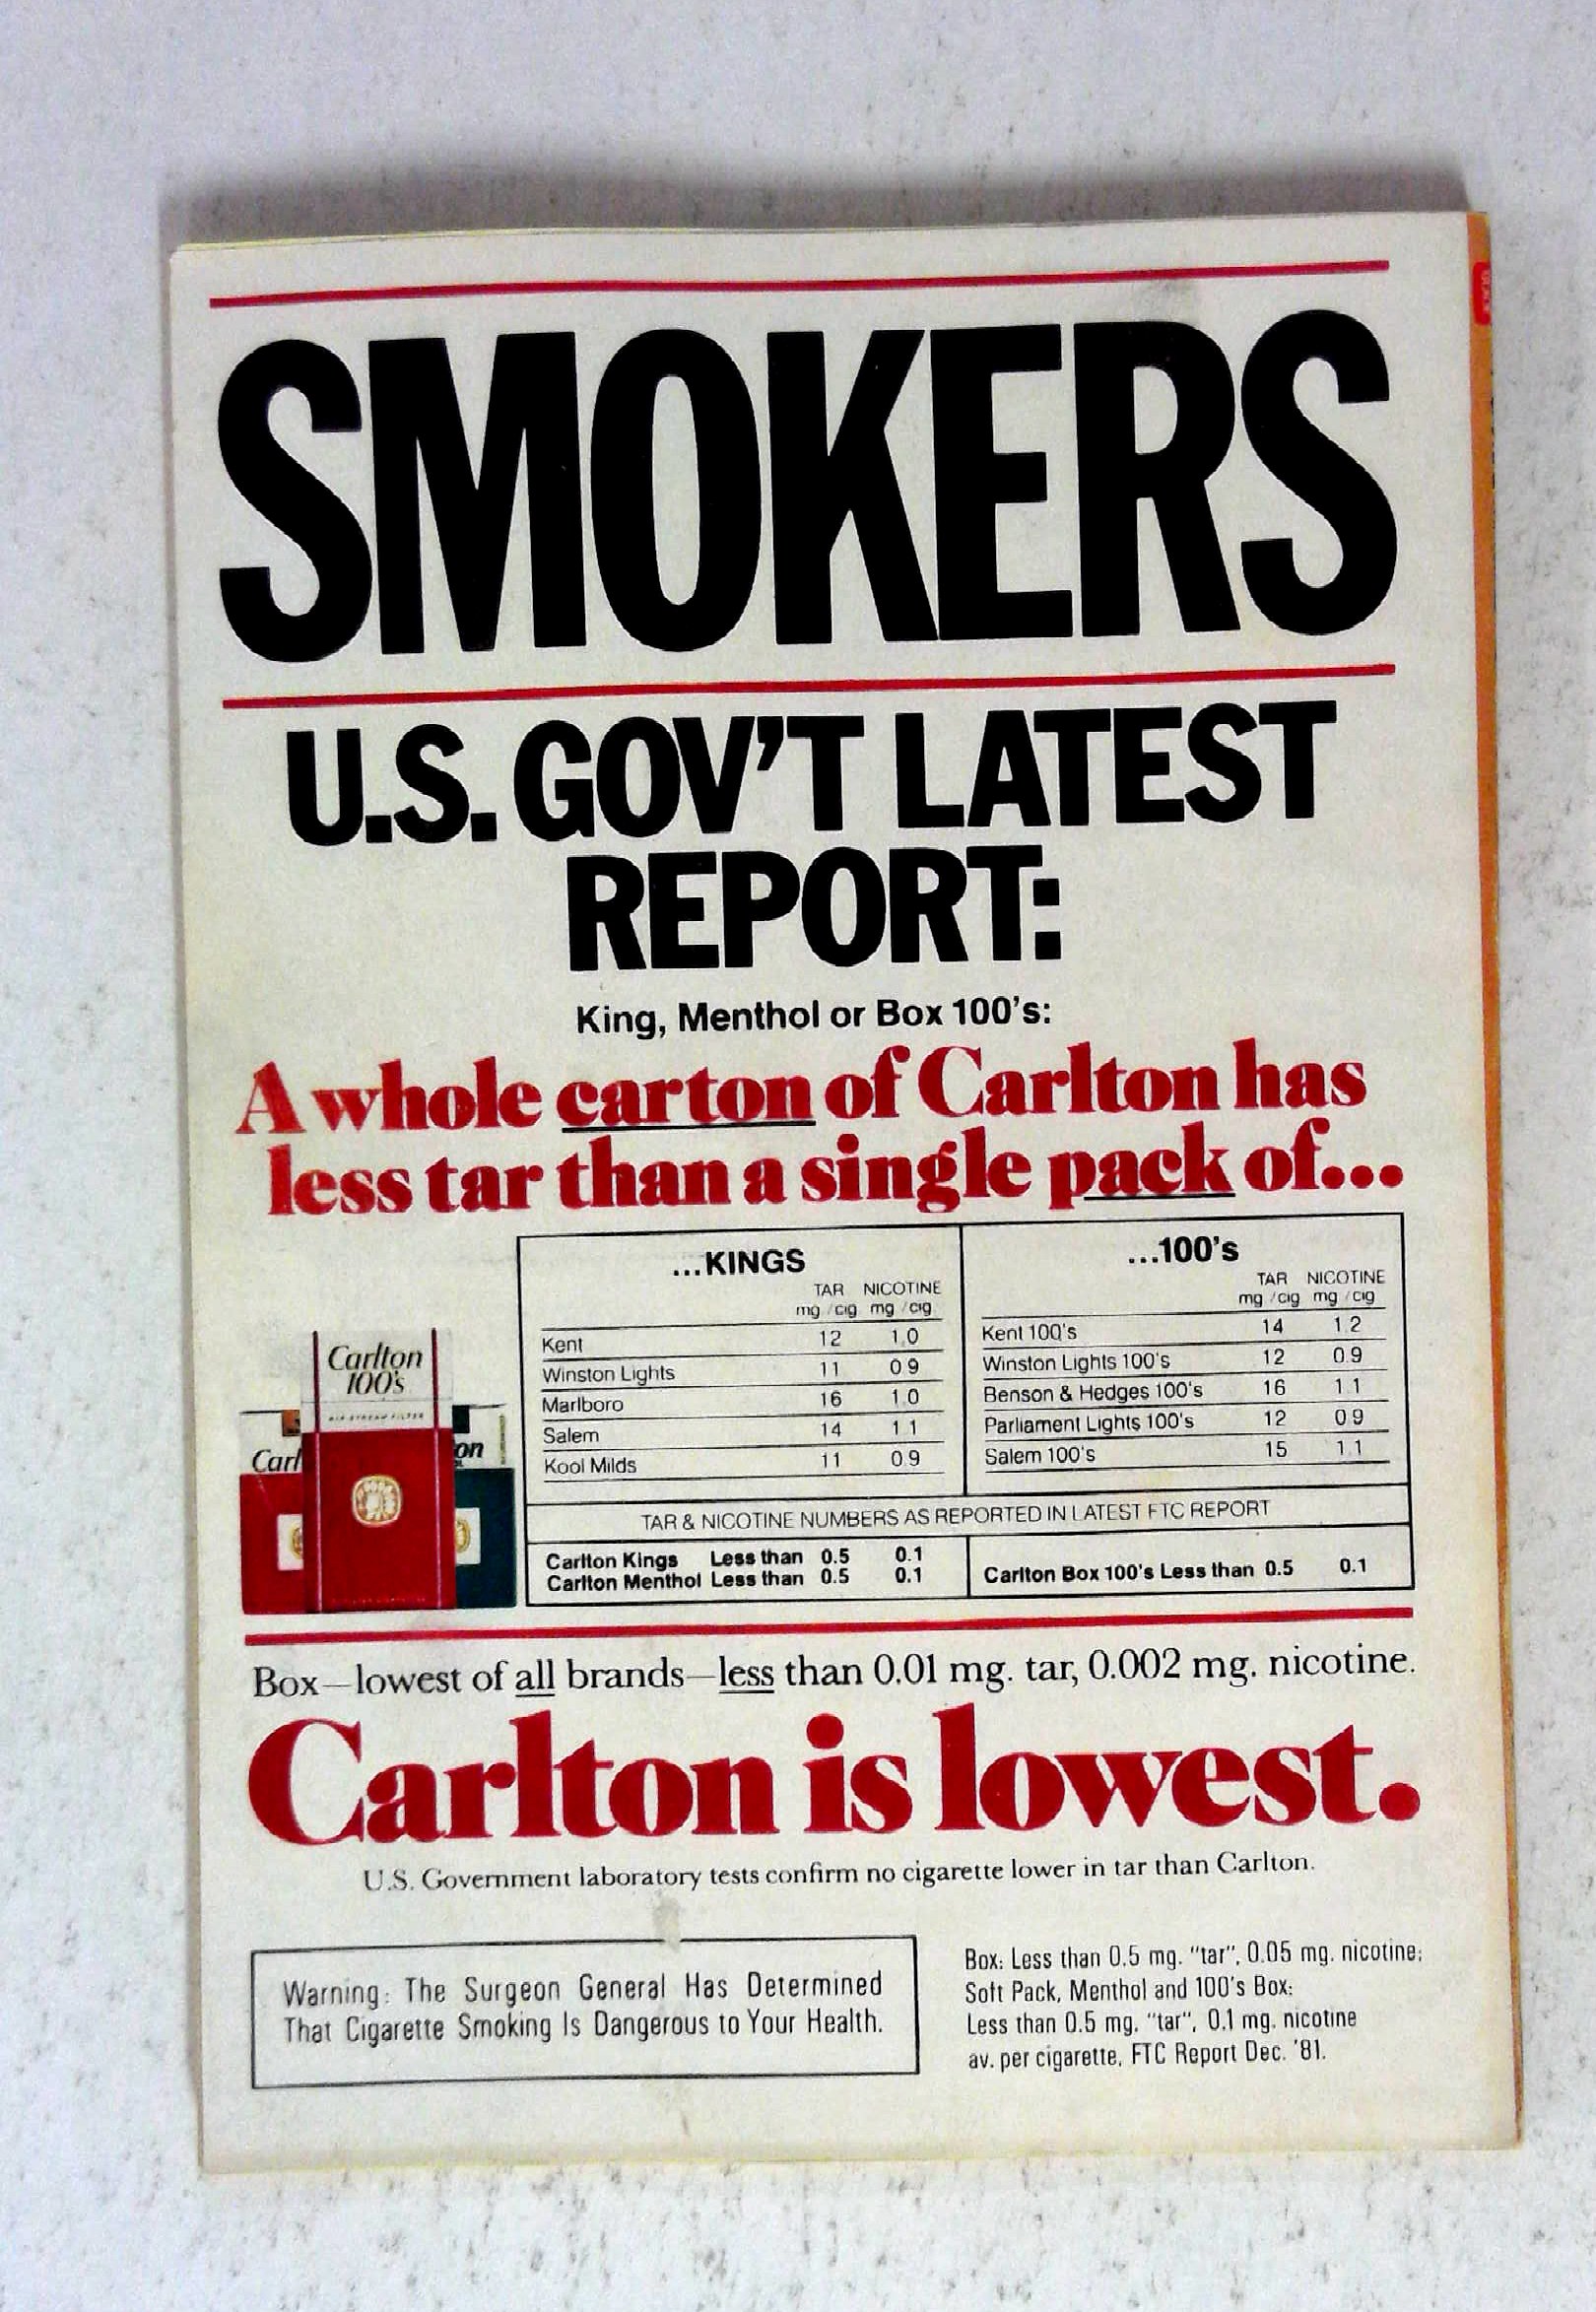 SMOKERS
U.S. GOV'T LATEST
REPORT:
King, Menthol or Box 100's:
A whole carton of Carlton has
less tar than a single pack of...
...KINGS
TAR NICOTINE
mg /cig mg /cig
Kent 12 1.0
Winston Lights 11 0.9
Marlboro 16 1.0
Salem 14 1.1
Kool Milds 11 0.9
...100's
TAR NICOTINE
mg /cig mg /cig
Kent 100's 14 1.2
Winston Lights 100's 12 0.9
Benson & Hedges 100's 16 1.1
Parliament Lights 100's 12 0.9
Salem 100's 15 1.1
TAR & NICOTINE NUMBERS AS REPORTED IN LATEST FTC REPORT
Carlton Kings Less than 0.5 0.1
Carlton Menthol Less than 0.5 0.1
Carlton Box 100's Less than 0.5 0.1
Carlton
100's
AIR-STREAM FILTER
Carl
on
Box—lowest of all brands—less than 0.01 mg. tar, 0.002 mg. nicotine.
Carlton is lowest.
U.S. Government laboratory tests confirm no cigarette lower in tar than Carlton.
Warning: The Surgeon General Has Determined
That Cigarette Smoking Is Dangerous to Your Health.
Box: Less than 0.5 mg. "tar", 0.05 mg. nicotine;
Soft Pack, Menthol and 100's Box:
Less than 0.5 mg. "tar", 0.1 mg. nicotine
av. per cigarette, FTC Report Dec. '81.